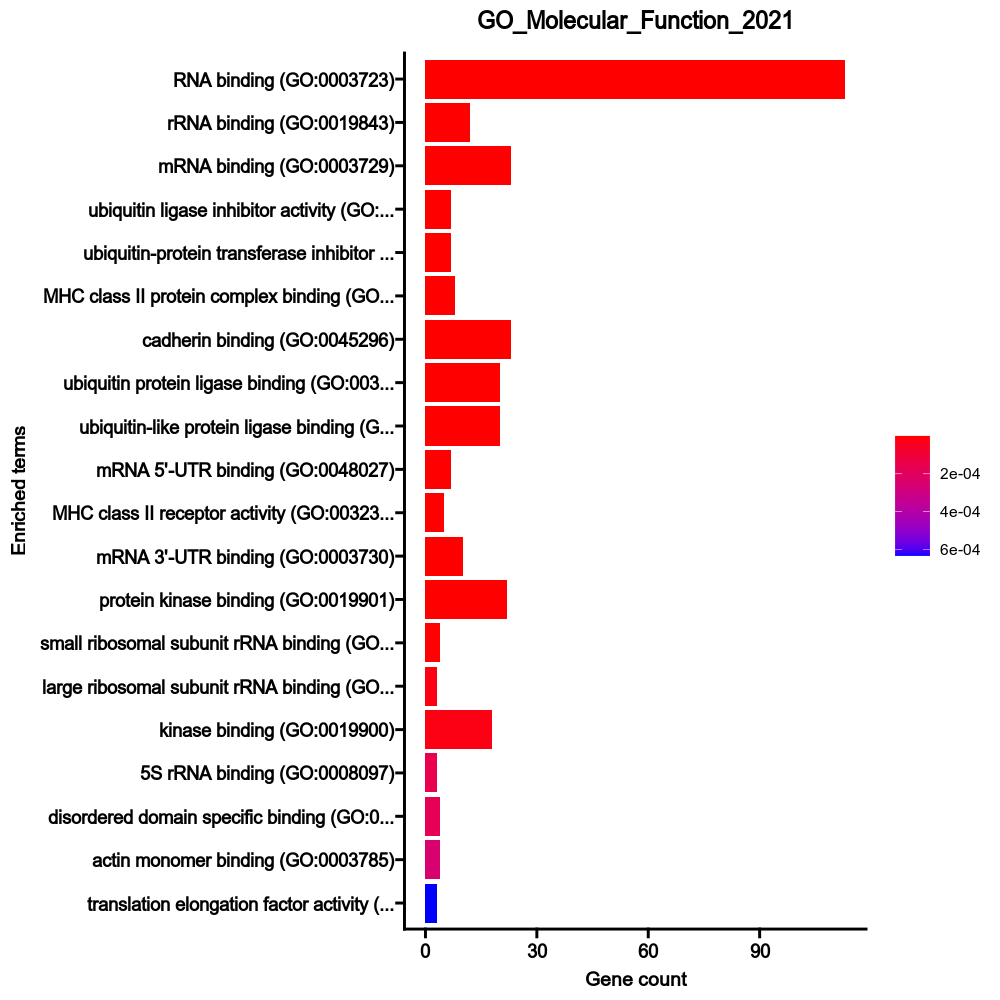 GO_Molecular_Function_2021
RNA binding (GO:0003723)
rRNA binding (GO:0019843)
mRNA binding (GO:0003729)
ubiquitin ligase inhibitor activity (GO:...
ubiquitin-protein transferase inhibitor ...
MHC class II protein complex binding (GO...
cadherin binding (GO:0045296)
ubiquitin protein ligase binding (GO:003...
ubiquitin-like protein ligase binding (G...
mRNA 5'-UTR binding (GO:0048027)
MHC class II receptor activity (GO:00323...
mRNA 3'-UTR binding (GO:0003730)
protein kinase binding (GO:0019901)
small ribosomal subunit rRNA binding (GO...
large ribosomal subunit rRNA binding (GO...
kinase binding (GO:0019900)
5S rRNA binding (GO:0008097)
disordered domain specific binding (GO:0...
actin monomer binding (GO:0003785)
translation elongation factor activity (...
Enriched terms
0 30 60 90
Gene count
2e-04
4e-04
6e-04